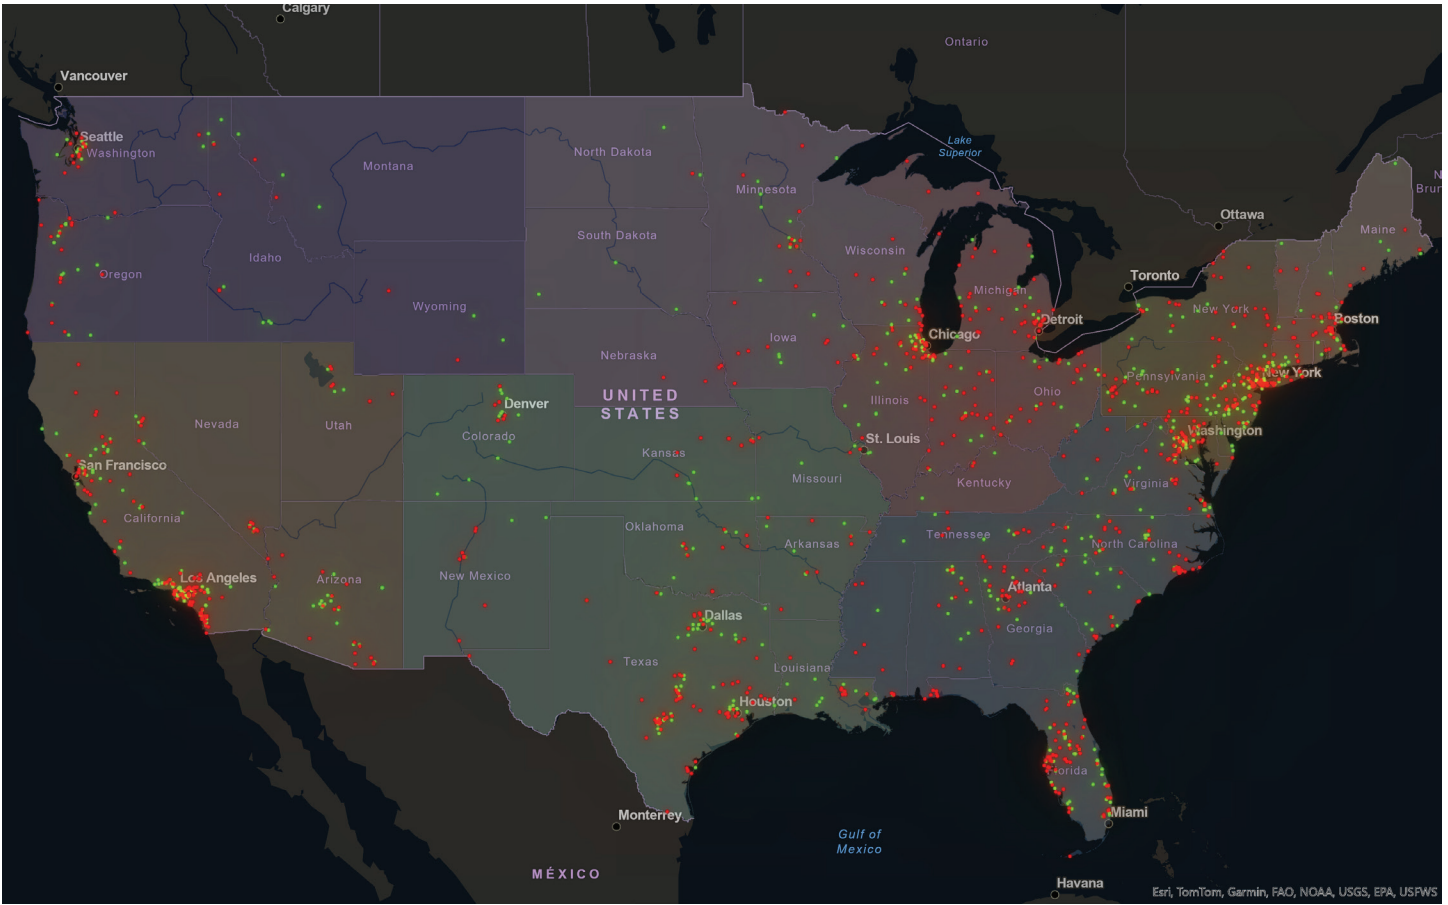 Calgary
Ontario
Vancouver
Seattle
Washington
Montana
North Dakota
Lake
Superior
Minnesota
N
Brun
Ottawa
South Dakota
Maine
Oregon
Idaho
Wisconsin
Toronto
Wyoming
Michigan
New York
Detroit
Boston
Chicago
Iowa
Nebraska
Pennsylvania
New York
UNITED
STATES
Denver
Illinois
Ohio
Nevada
Utah
Colorado
St. Louis
Washington
Kansas
San Francisco
Missouri
Kentucky
Virginia
California
Oklahoma
Arkansas
Tennessee
North Carolina
Los Angeles
Arizona
New Mexico
Atlanta
Dallas
Georgia
Texas
Louisiana
Houston
Florida
Monterrey
Miami
Gulf of
Mexico
MÉXICO
Havana
Esri, TomTom, Garmin, FAO, NOAA, USGS, EPA, USFWS